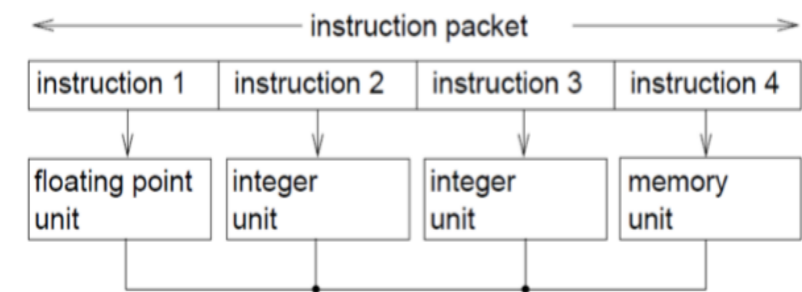 instruction packet
instruction 1 instruction 2 instruction 3 instruction 4
floating point integer integer memory
unit unit unit unit